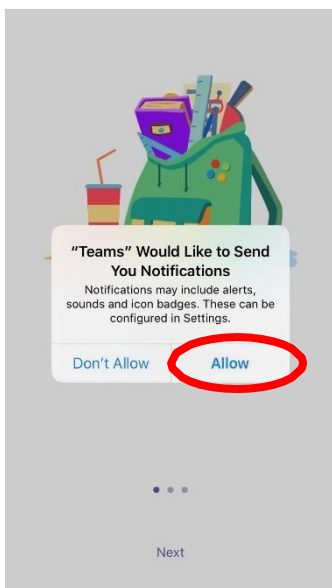 “Teams” Would Like to Send
You Notifications
Notifications may include alerts,
sounds and icon badges. These can be
configured in Settings.
Don’t Allow
Allow
Next